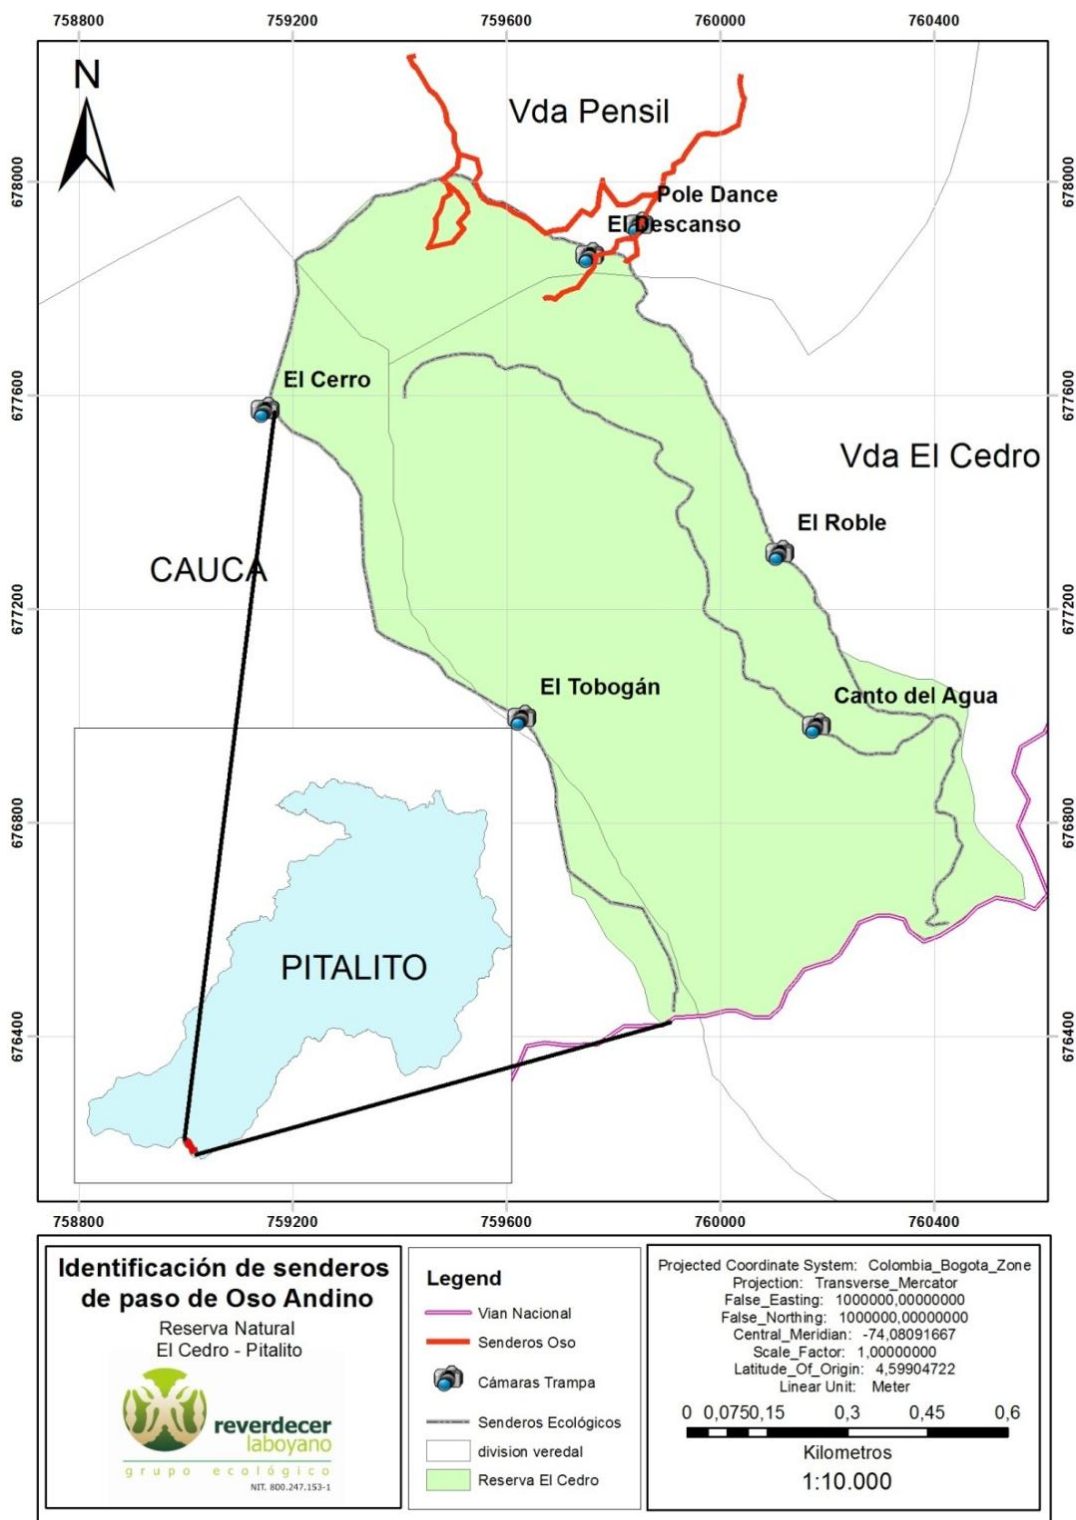 758800 759200 759600 760000 760400
N
Vda Pensil
678000 678000
Pole Dance
El Descanso
677600 677600
El Cerro
Vda El Cedro
El Roble
CAUCA
677200 677200
El Tobogán
Canto del Agua
676800 676800
PITALITO
676400 676400
758800 759200 759600 760000 760400
Identificación de senderos
de paso de Oso Andino
Reserva Natural
El Cedro - Pitalito
reverdecer
laboyano
grupo ecológico
NIT. 800.247.153-1
Legend
Vian Nacional
Senderos Oso
Cámaras Trampa
Senderos Ecológicos
division veredal
Reserva El Cedro
Projected Coordinate System: Colombia_Bogota_Zone
Projection: Transverse_Mercator
False_Easting: 1000000,00000000
False_Northing: 1000000,00000000
Central_Meridian: -74,08091667
Scale_Factor: 1,00000000
Latitude_Of_Origin: 4,59904722
Linear Unit: Meter
0 0,075 0,15 0,3 0,45 0,6
Kilometros
1:10.000